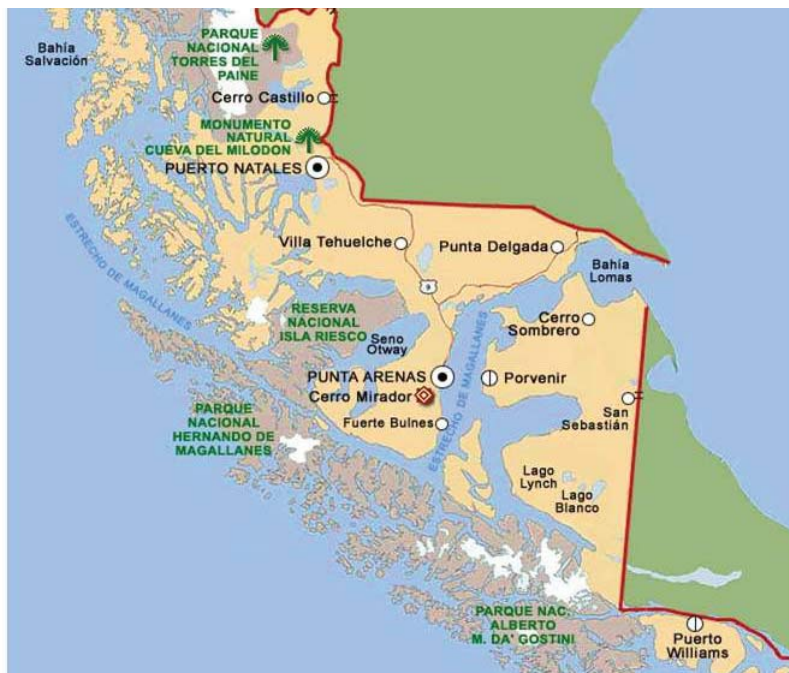 PARQUE
NACIONAL
TORRES DEL
PAINE
Bahía
Salvación
Cerro Castillo
MONUMENTO
NATURAL
CUEVA DEL MILODON
PUERTO NATALES
ESTRECHO DE MAGALLANES
Villa Tehuelche
Punta Delgada
Bahía
Lomas
9
RESERVA
NACIONAL
ISLA RIESCO
Seno
Otway
Cerro
Sombrero
ESTRECHO DE MAGALLANES
PUNTA ARENAS
Porvenir
Cerro Mirador
San
Sebastián
PARQUE
NACIONAL
HERNANDO DE
MAGALLANES
Fuerte Bulnes
Lago
Lynch
Lago
Blanco
PARQUE NAC.
ALBERTO
M. DA' GOSTINI
Puerto
Williams